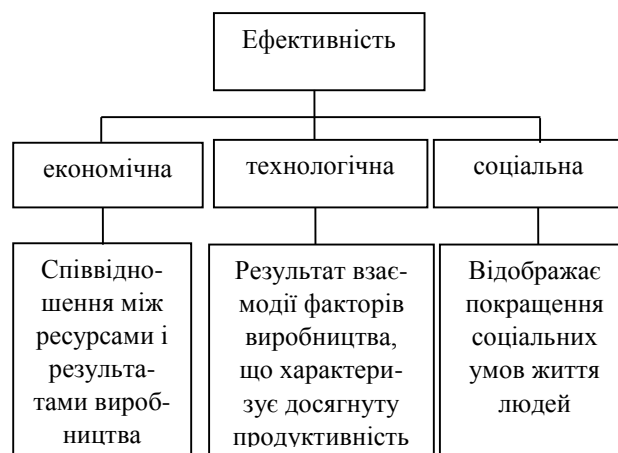 Ефективність
економічна
технологічна
соціальна
Співвідно-
шення між
ресурсами і
результа-
тами вироб-
ництва
Результат взає-
модії факторів
виробництва,
що характери-
зує досягнуту
продуктивність
Відображає
покращення
соціальних
умов життя
людей